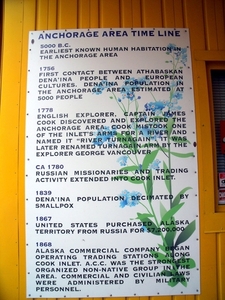 ANCHORAGE AREA TIME LINE
5000 B.C.
EARLIEST KNOWN HUMAN HABITATION IN
THE ANCHORAGE AREA
1756
FIRST CONTACT BETWEEN ATHABASKAN
DENA'INA PEOPLE AND EUROPEAN
CULTURES. DENA'INA POPULATION IN
THE ANCHORAGE AREA ESTIMATED AT
5000 PEOPLE
1778
ENGLISH EXPLORER, CAPTAIN JAMES
COOK DISCOVERED AND EXPLORED THE
ANCHORAGE AREA. COOK MISTOOK ONE
OF THE INLET'S ARMS FOR A RIVER AND
NAMED IT "RIVER TURNAGAIN". IT WAS
LATER RENAMED TURNAGAIN ARM BY THE
EXPLORER GEORGE VANCOUVER.
CA 1780
RUSSIAN MISSIONARIES AND TRADING
ACTIVITY EXTENDED INTO COOK INLET.
1839
DENA'INA POPULATION DECIMATED BY
SMALLPOX
1867
UNITED STATES PURCHASED ALASKA
TERRITORY FROM RUSSIA FOR $7,200,000
1868
ALASKA COMMERCIAL COMPANY BEGAN
OPERATING TRADING STATIONS ALONG
COOK INLET. A.C.C. WAS THE STRONGEST
ORGANIZED NON-NATIVE GROUP IN THE
AREA. COMMERCIAL AND CIVILIAN LAWS
WERE ADMINISTERED BY MILITARY
PERSONNEL.